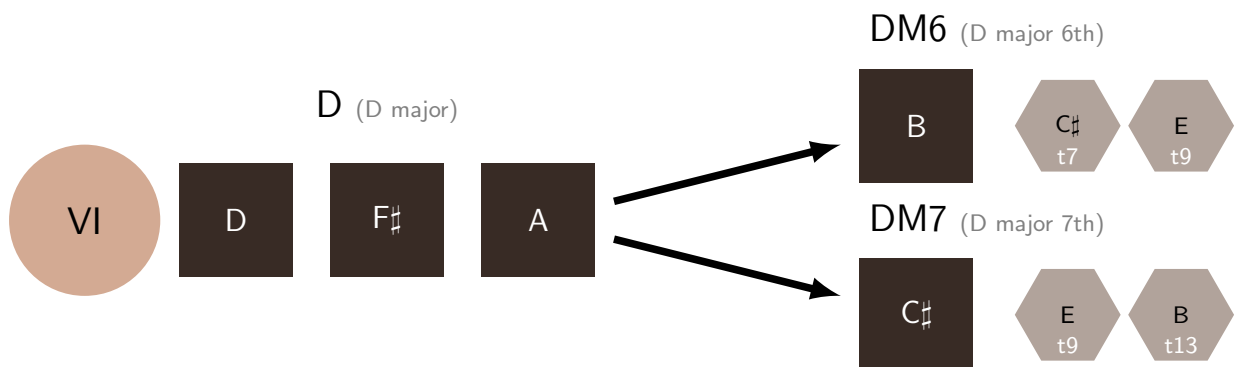 DM6 (D major 6th)
D (D major)
B
C♯
t7
E
t9
VI
D
F♯
A
DM7 (D major 7th)
C♯
E
t9
B
t13